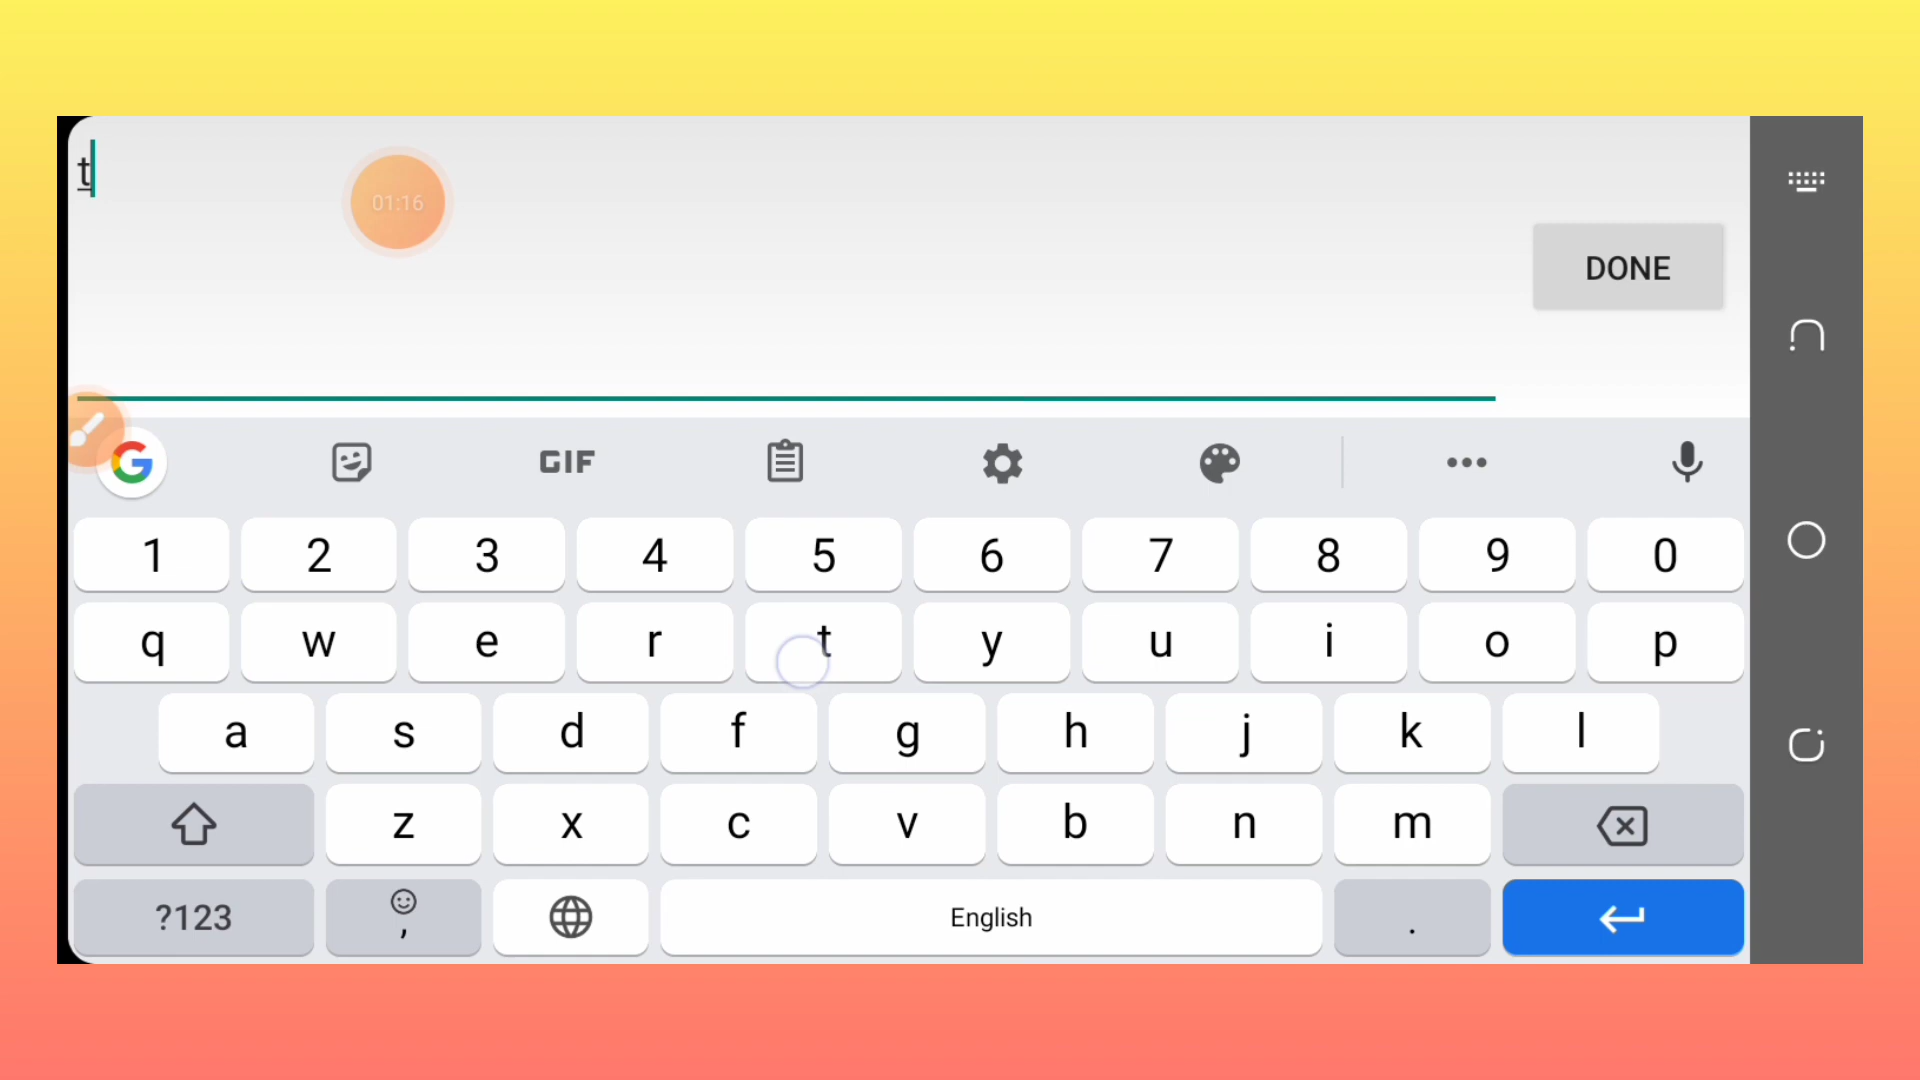 t
01:16
DONE
G GIF
1 2 3 4 5 6 7 8 9 0
q w e r t y u i o p
a s d f g h j k l
z x c v b n m
?123 , English .